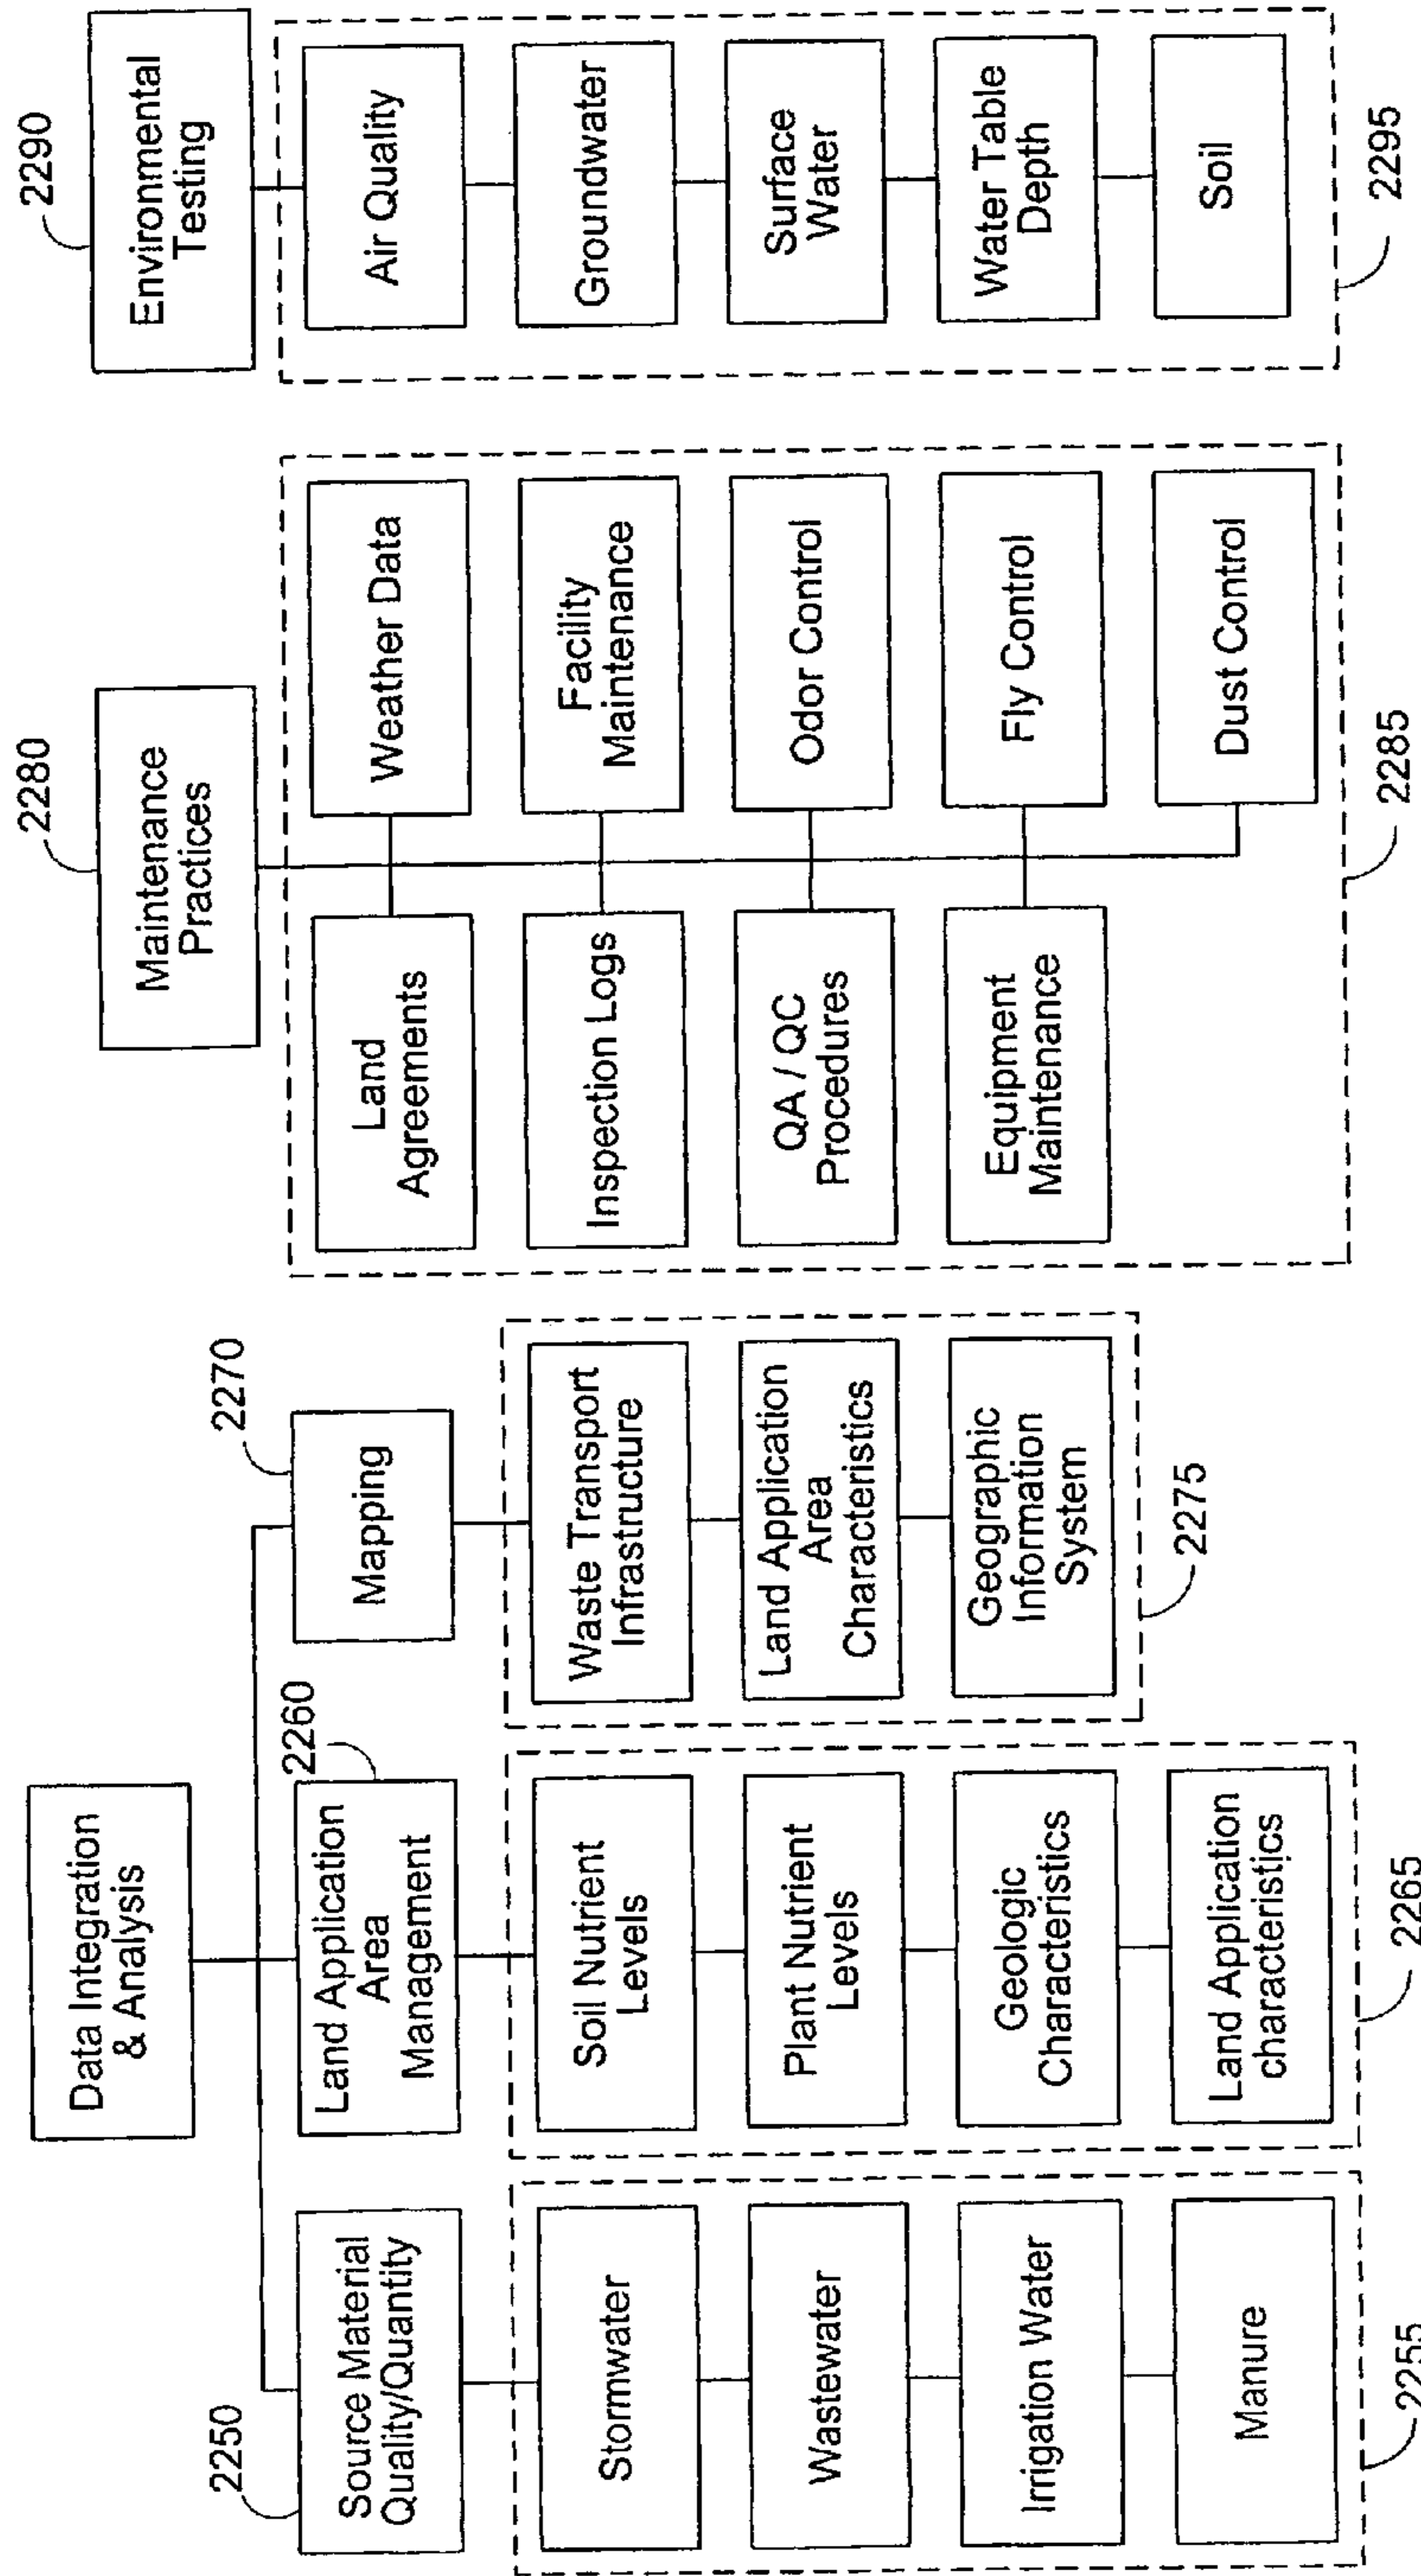 Data Integration
& Analysis
2250
Source Material
Quality/Quantity
Stormwater
Wastewater
Irrigation Water
Manure
2255
2260
Land Application
Area
Management
Soil Nutrient
Levels
Plant Nutrient
Levels
Geologic
Characteristics
Land Application
characteristics
2265
2270
Mapping
Waste Transport
Infrastructure
Land Application
Area
Characteristics
Geographic
Information
System
2275
2280
Maintenance
Practices
Land
Agreements
Weather Data
Inspection Logs
Facility
Maintenance
QA / QC
Procedures
Odor Control
Equipment
Maintenance
Fly Control
Dust Control
2285
2290
Environmental
Testing
Air Quality
Groundwater
Surface
Water
Water Table
Depth
Soil
2295